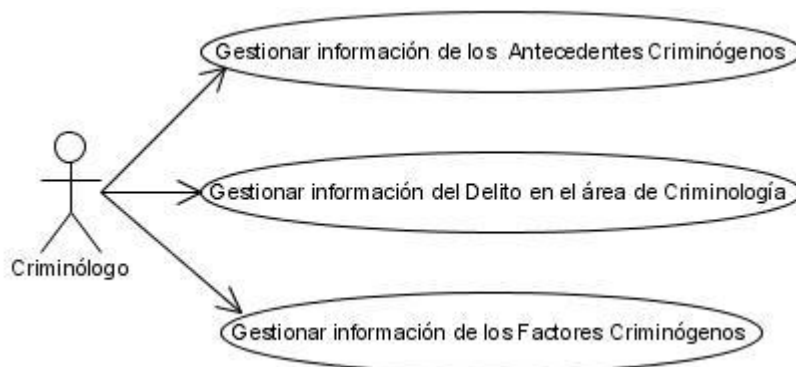 Gestionar información de los Antecedentes Criminógenos
Gestionar información del Delito en el área de Criminología
Criminólogo
Gestionar información de los Factores Criminógenos